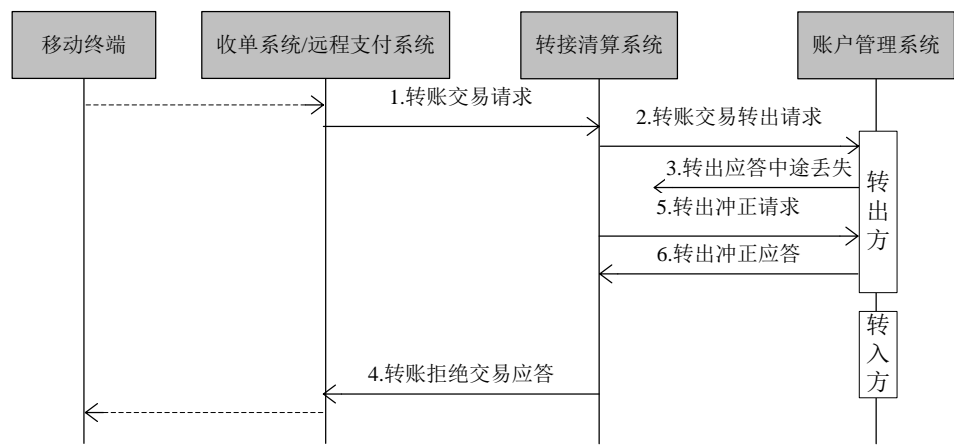 移动终端
收单系统/远程支付系统
转接清算系统
账户管理系统
1.转账交易请求
2.转账交易转出请求
3.转出应答中途丢失
5.转出冲正请求
6.转出冲正应答
转出方
转入方
4.转账拒绝交易应答